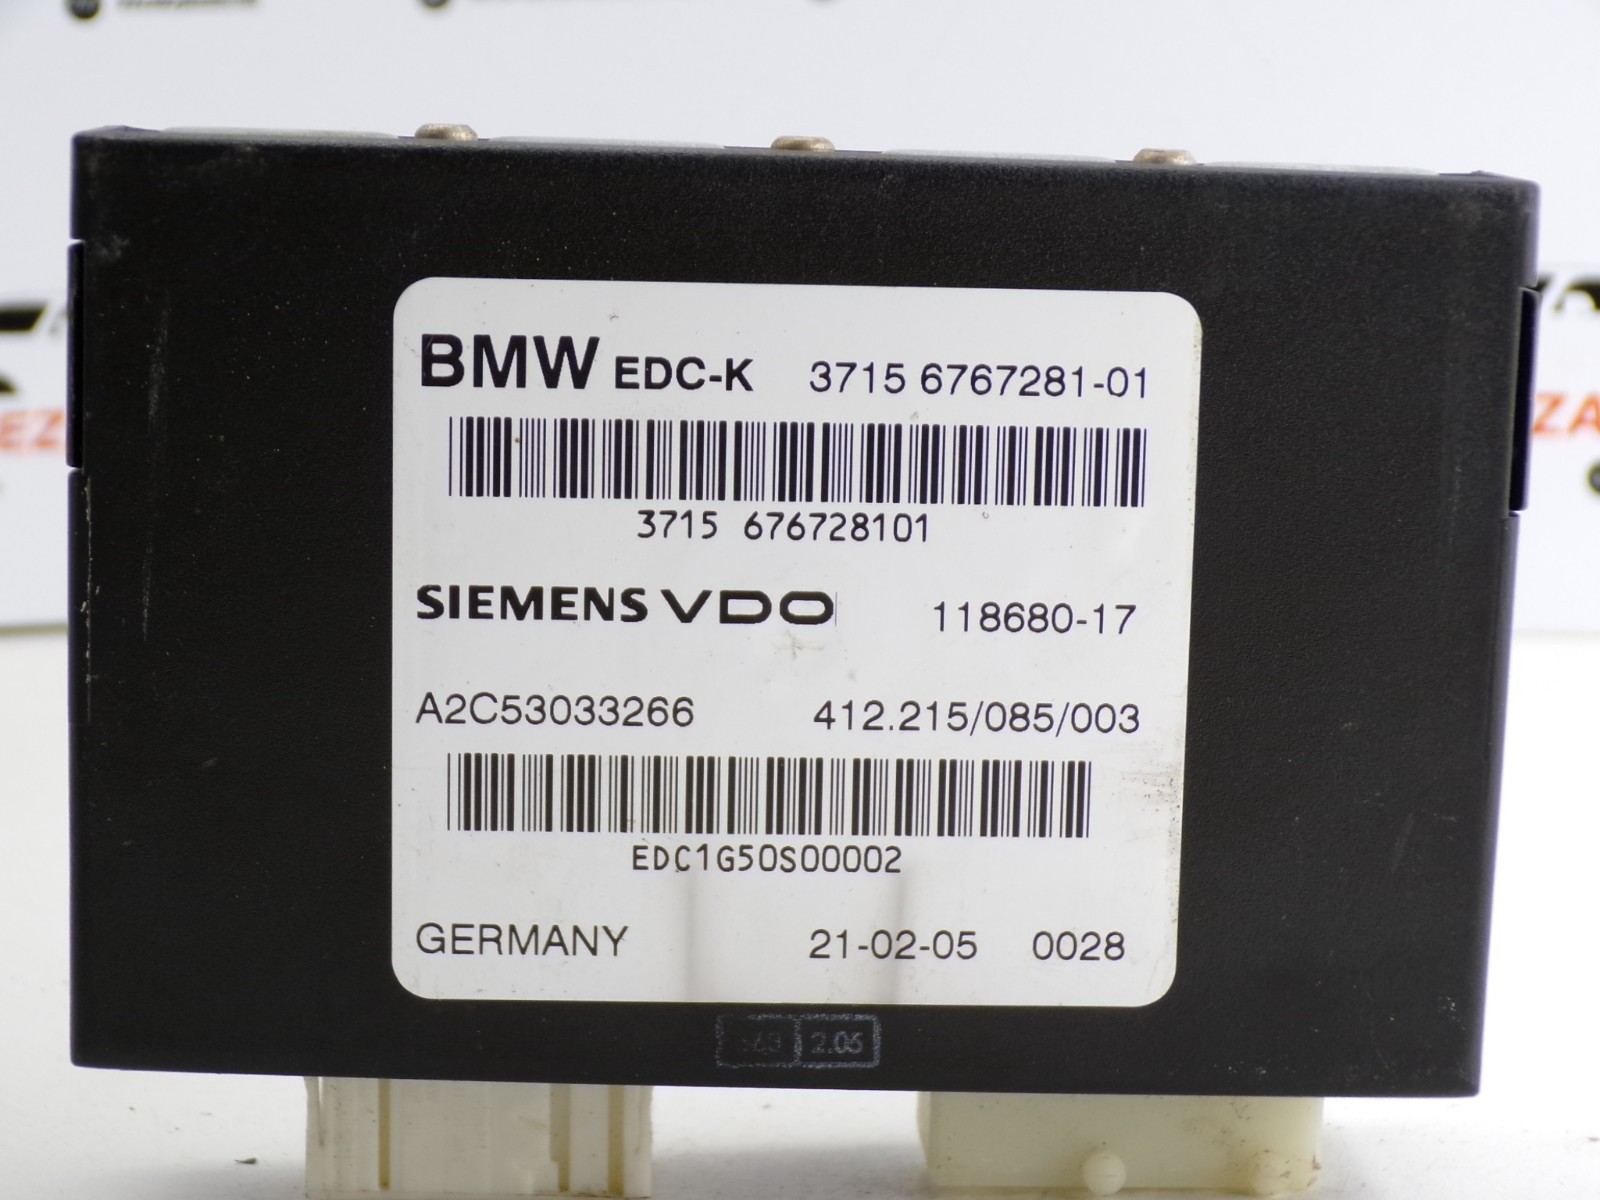 BMW EDC-K 3715 6767281-01
3715 676728101
SIEMENS VDO 118680-17
A2C53033266 412.215/085/003
EDC1G50S00002
GERMANY 21-02-05 0028
2.05